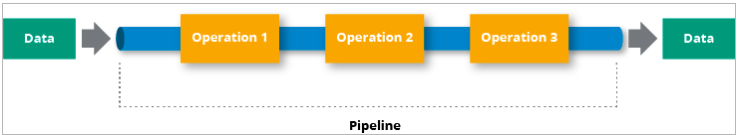 Data
Operation 1
Operation 2
Operation 3
Data
Pipeline